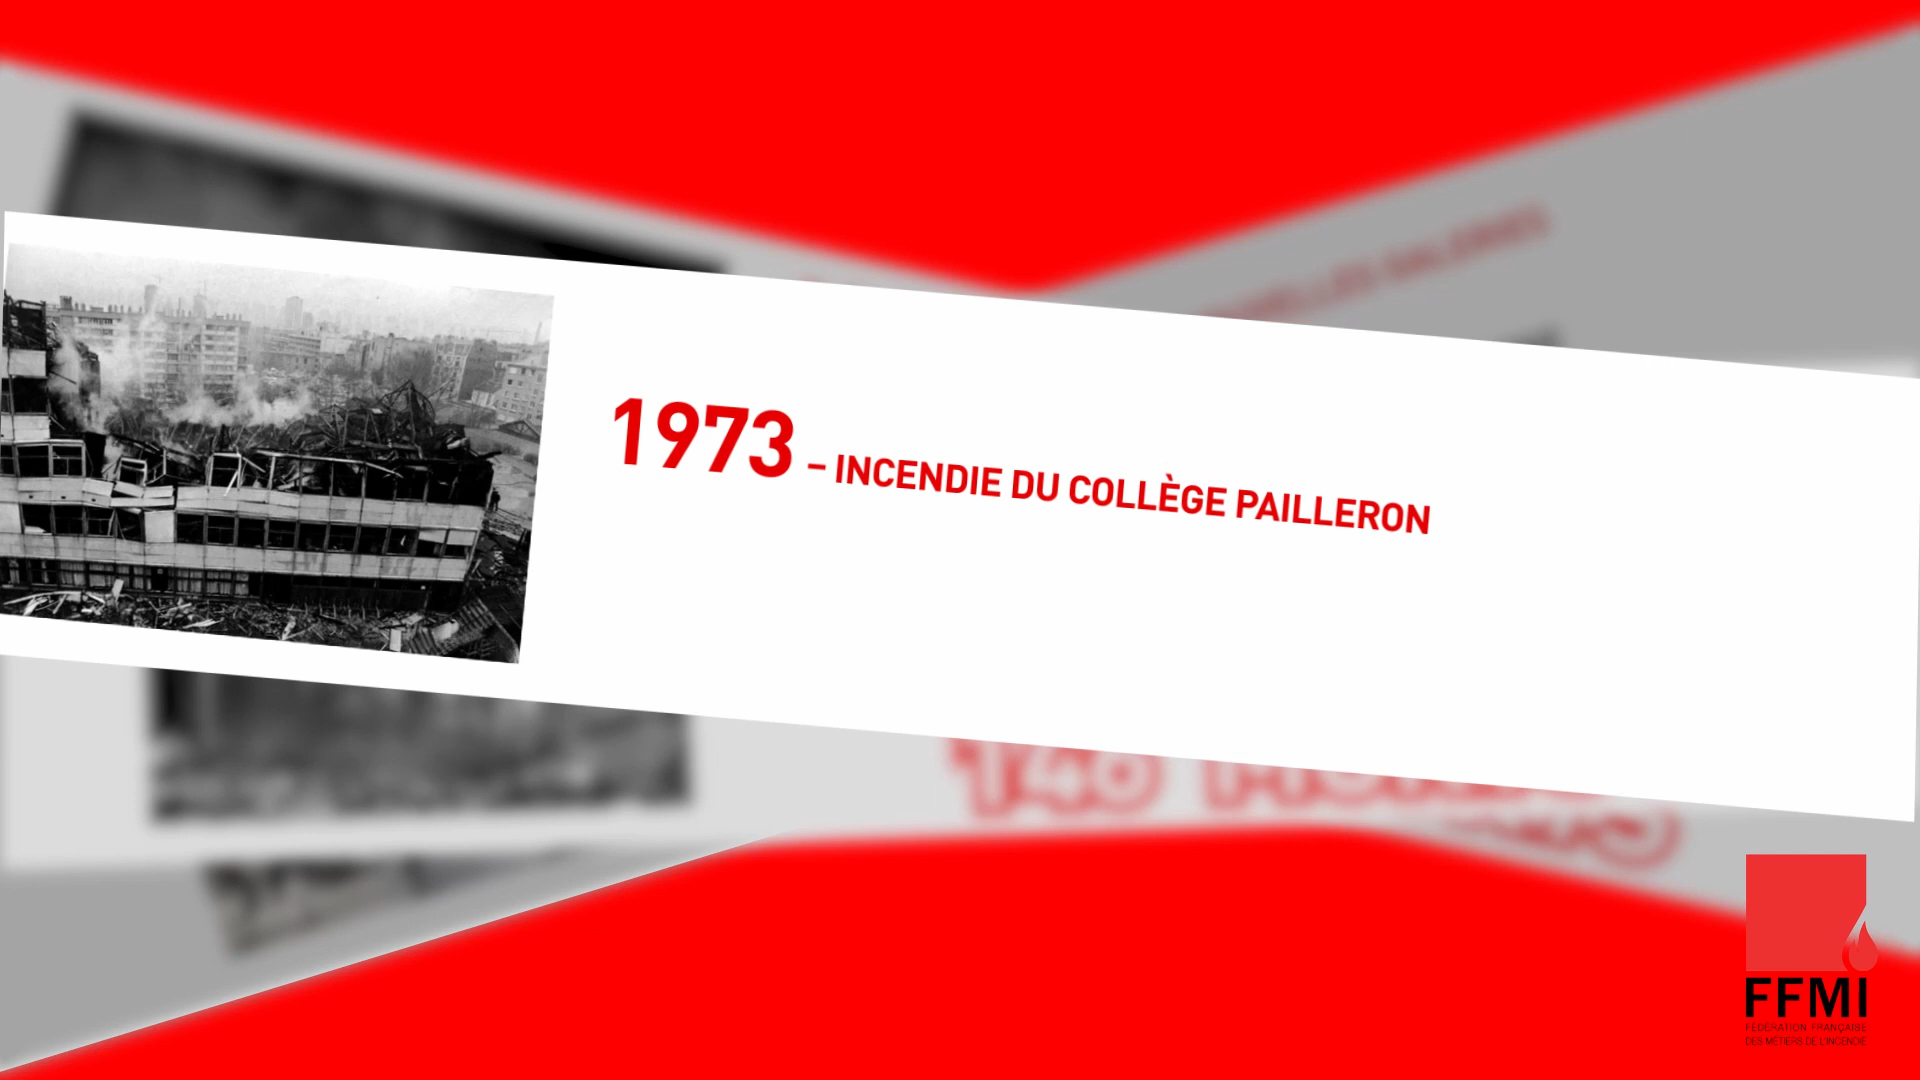 1973 – INCENDIE DU COLLÈGE PAILLERON
FFMI
FÉDÉRATION FRANÇAISE
DES MÉTIERS DE L'INCENDIE